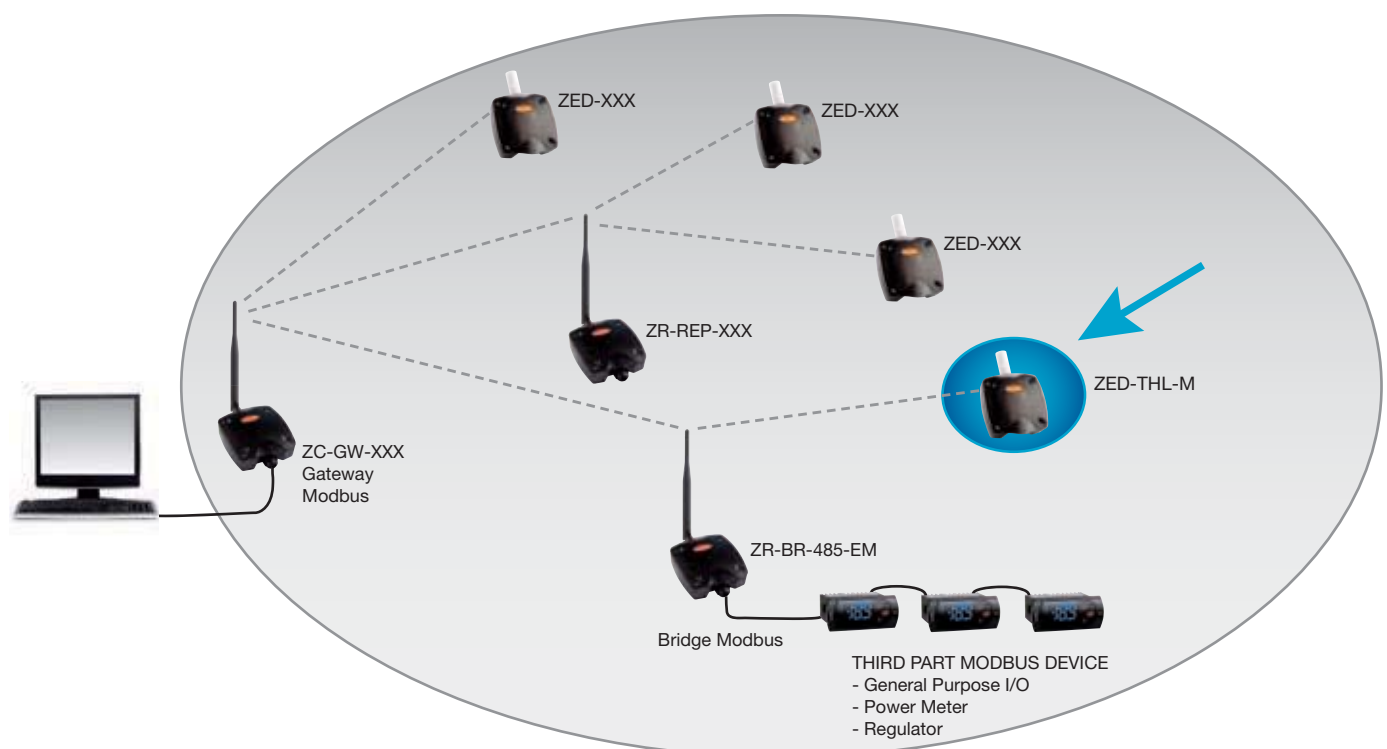 ZED-XXX
ZED-XXX
ZED-XXX
ZR-REP-XXX
ZED-THL-M
ZC-GW-XXX
Gateway
Modbus
ZR-BR-485-EM
Bridge Modbus
THIRD PART MODBUS DEVICE
- General Purpose I/O
- Power Meter
- Regulator